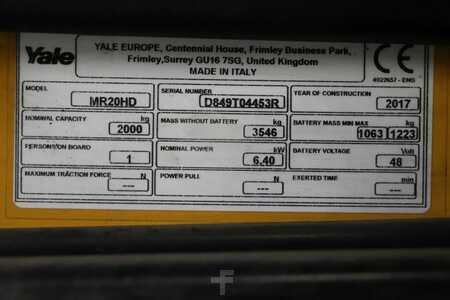 Yale
YALE EUROPE, Centennial House, Frimley Business Park,
Frimley,Surrey GU16 7SG, United Kingdom
MADE IN ITALY
CE
4022657 - ENG
MODEL
MR20HD
SERIAL NUMBER
D849T04453R
YEAR OF CONSTRUCTION
2017
NOMINAL CAPACITY kg
2000
MASS WITHOUT BATTERY kg
3546
BATTERY MASS MIN MAX kg
1063 1223
PERSON'S ON BOARD
1
NOMINAL POWER kW
6,40
BATTERY VOLTAGE Volt
48
MAXIMUM TRACTION FORCE N
---
POWER PULL N
---
EXERTED TIME min
---